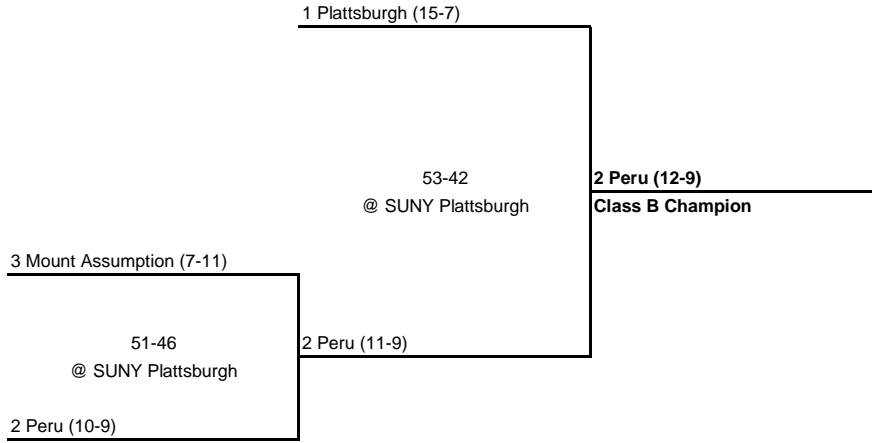 1 Plattsburgh (15-7)
53-42
@ SUNY Plattsburgh
2 Peru (12-9)
Class B Champion
3 Mount Assumption (7-11)
51-46
@ SUNY Plattsburgh
2 Peru (11-9)
2 Peru (10-9)